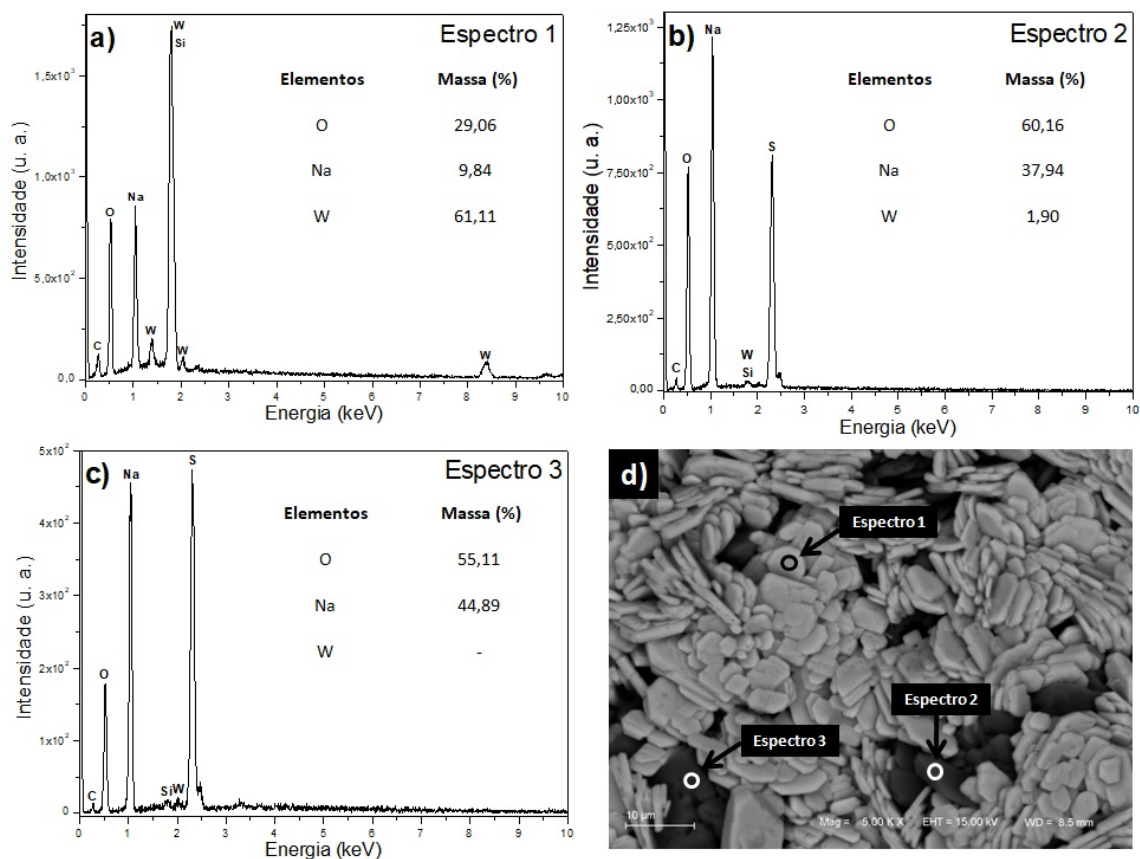 a)
Espectro 1
W
Si
O
Na
C
W
W
W
Elementos Massa (%)
O 29,06
Na 9,84
W 61,11
1,5x10³
1,0x10³
5,0x10²
0,0
0 1 2 3 4 5 6 7 8 9 10
Intensidade (u. a.)
Energia (keV)
b)
Espectro 2
Na
O
S
W
Si
C
Elementos Massa (%)
O 60,16
Na 37,94
W 1,90
1,25x10³
1,00x10³
7,50x10²
5,00x10²
2,50x10²
0,00
0 1 2 3 4 5 6 7 8 9 10
Intensidade (u. a.)
Energia (keV)
c)
Espectro 3
Na
S
O
C
Si
W
Elementos Massa (%)
O 55,11
Na 44,89
W -
5x10²
4x10²
3x10²
2x10²
1x10²
0
0 1 2 3 4 5 6 7 8 9 10
Intensidade (u. a.)
Energia (keV)
d)
Espectro 1
Espectro 2
Espectro 3
10 µm
Mag = 5.00 K X EHT = 15.00 kV WD = 8.5 mm